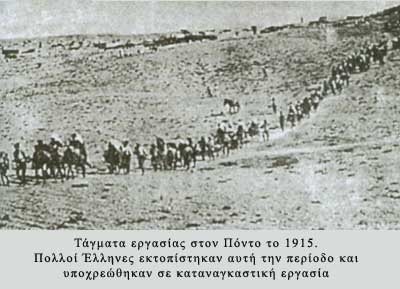 Τάγματα εργασίας στον Πόντο το 1915.
Πολλοί Έλληνες εκτοπίστηκαν αυτή την περίοδο και
υποχρεώθηκαν σε καταναγκαστική εργασία